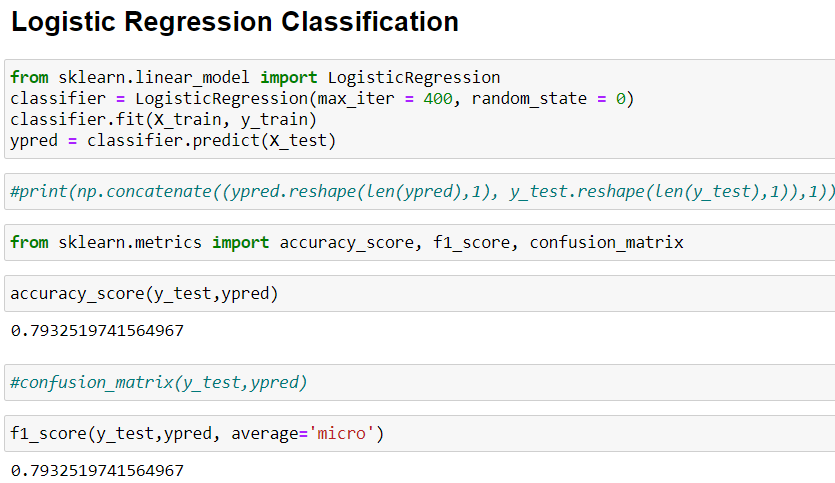 Logistic Regression Classification
from sklearn.linear_model import LogisticRegression
classifier = LogisticRegression(max_iter = 400, random_state = 0)
classifier.fit(X_train, y_train)
ypred = classifier.predict(X_test)
#print(np.concatenate((ypred.reshape(len(ypred),1), y_test.reshape(len(y_test),1)),1))
from sklearn.metrics import accuracy_score, f1_score, confusion_matrix
accuracy_score(y_test,ypred)
0.7932519741564967
#confusion_matrix(y_test,ypred)
f1_score(y_test,ypred, average='micro')
0.7932519741564967